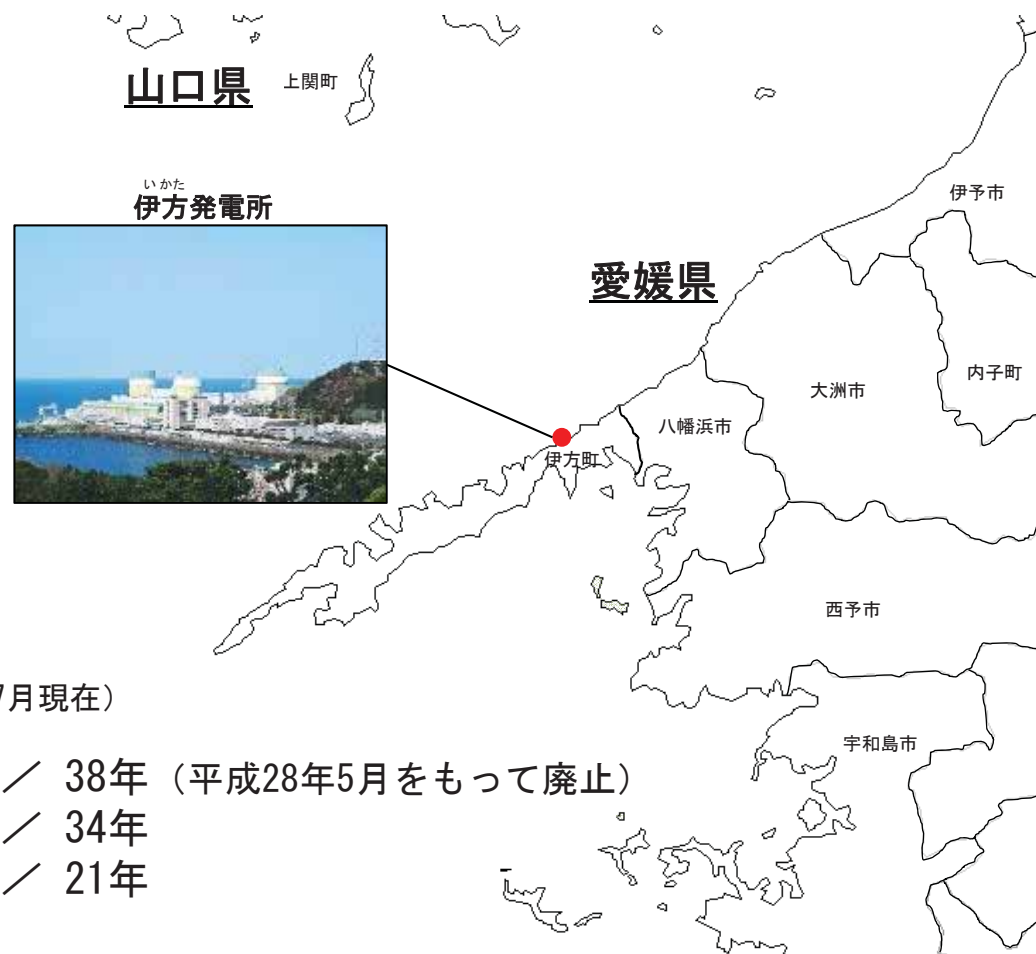 山口県
上関町
いかた
伊方発電所
伊予市
愛媛県
内子町
大洲市
八幡浜市
伊方町
西予市
月現在）
宇和島市
／ 38年（平成28年5月をもって廃止）
／ 34年
／ 21年